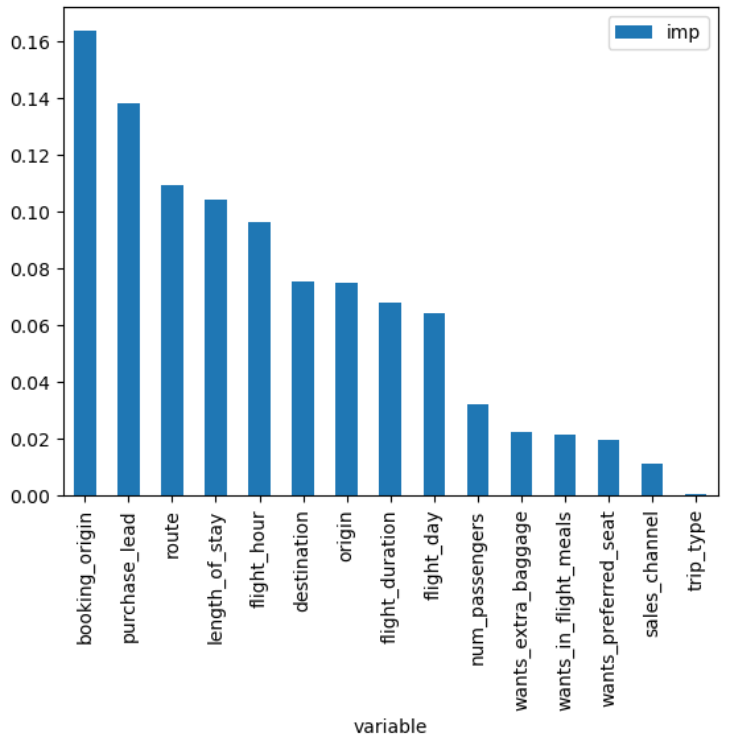 imp
0.16
0.14
0.12
0.10
0.08
0.06
0.04
0.02
0.00
booking_origin
purchase_lead
route
length_of_stay
flight_hour
destination
origin
flight_duration
flight_day
num_passengers
wants_extra_baggage
wants_in_flight_meals
wants_preferred_seat
sales_channel
trip_type
variable